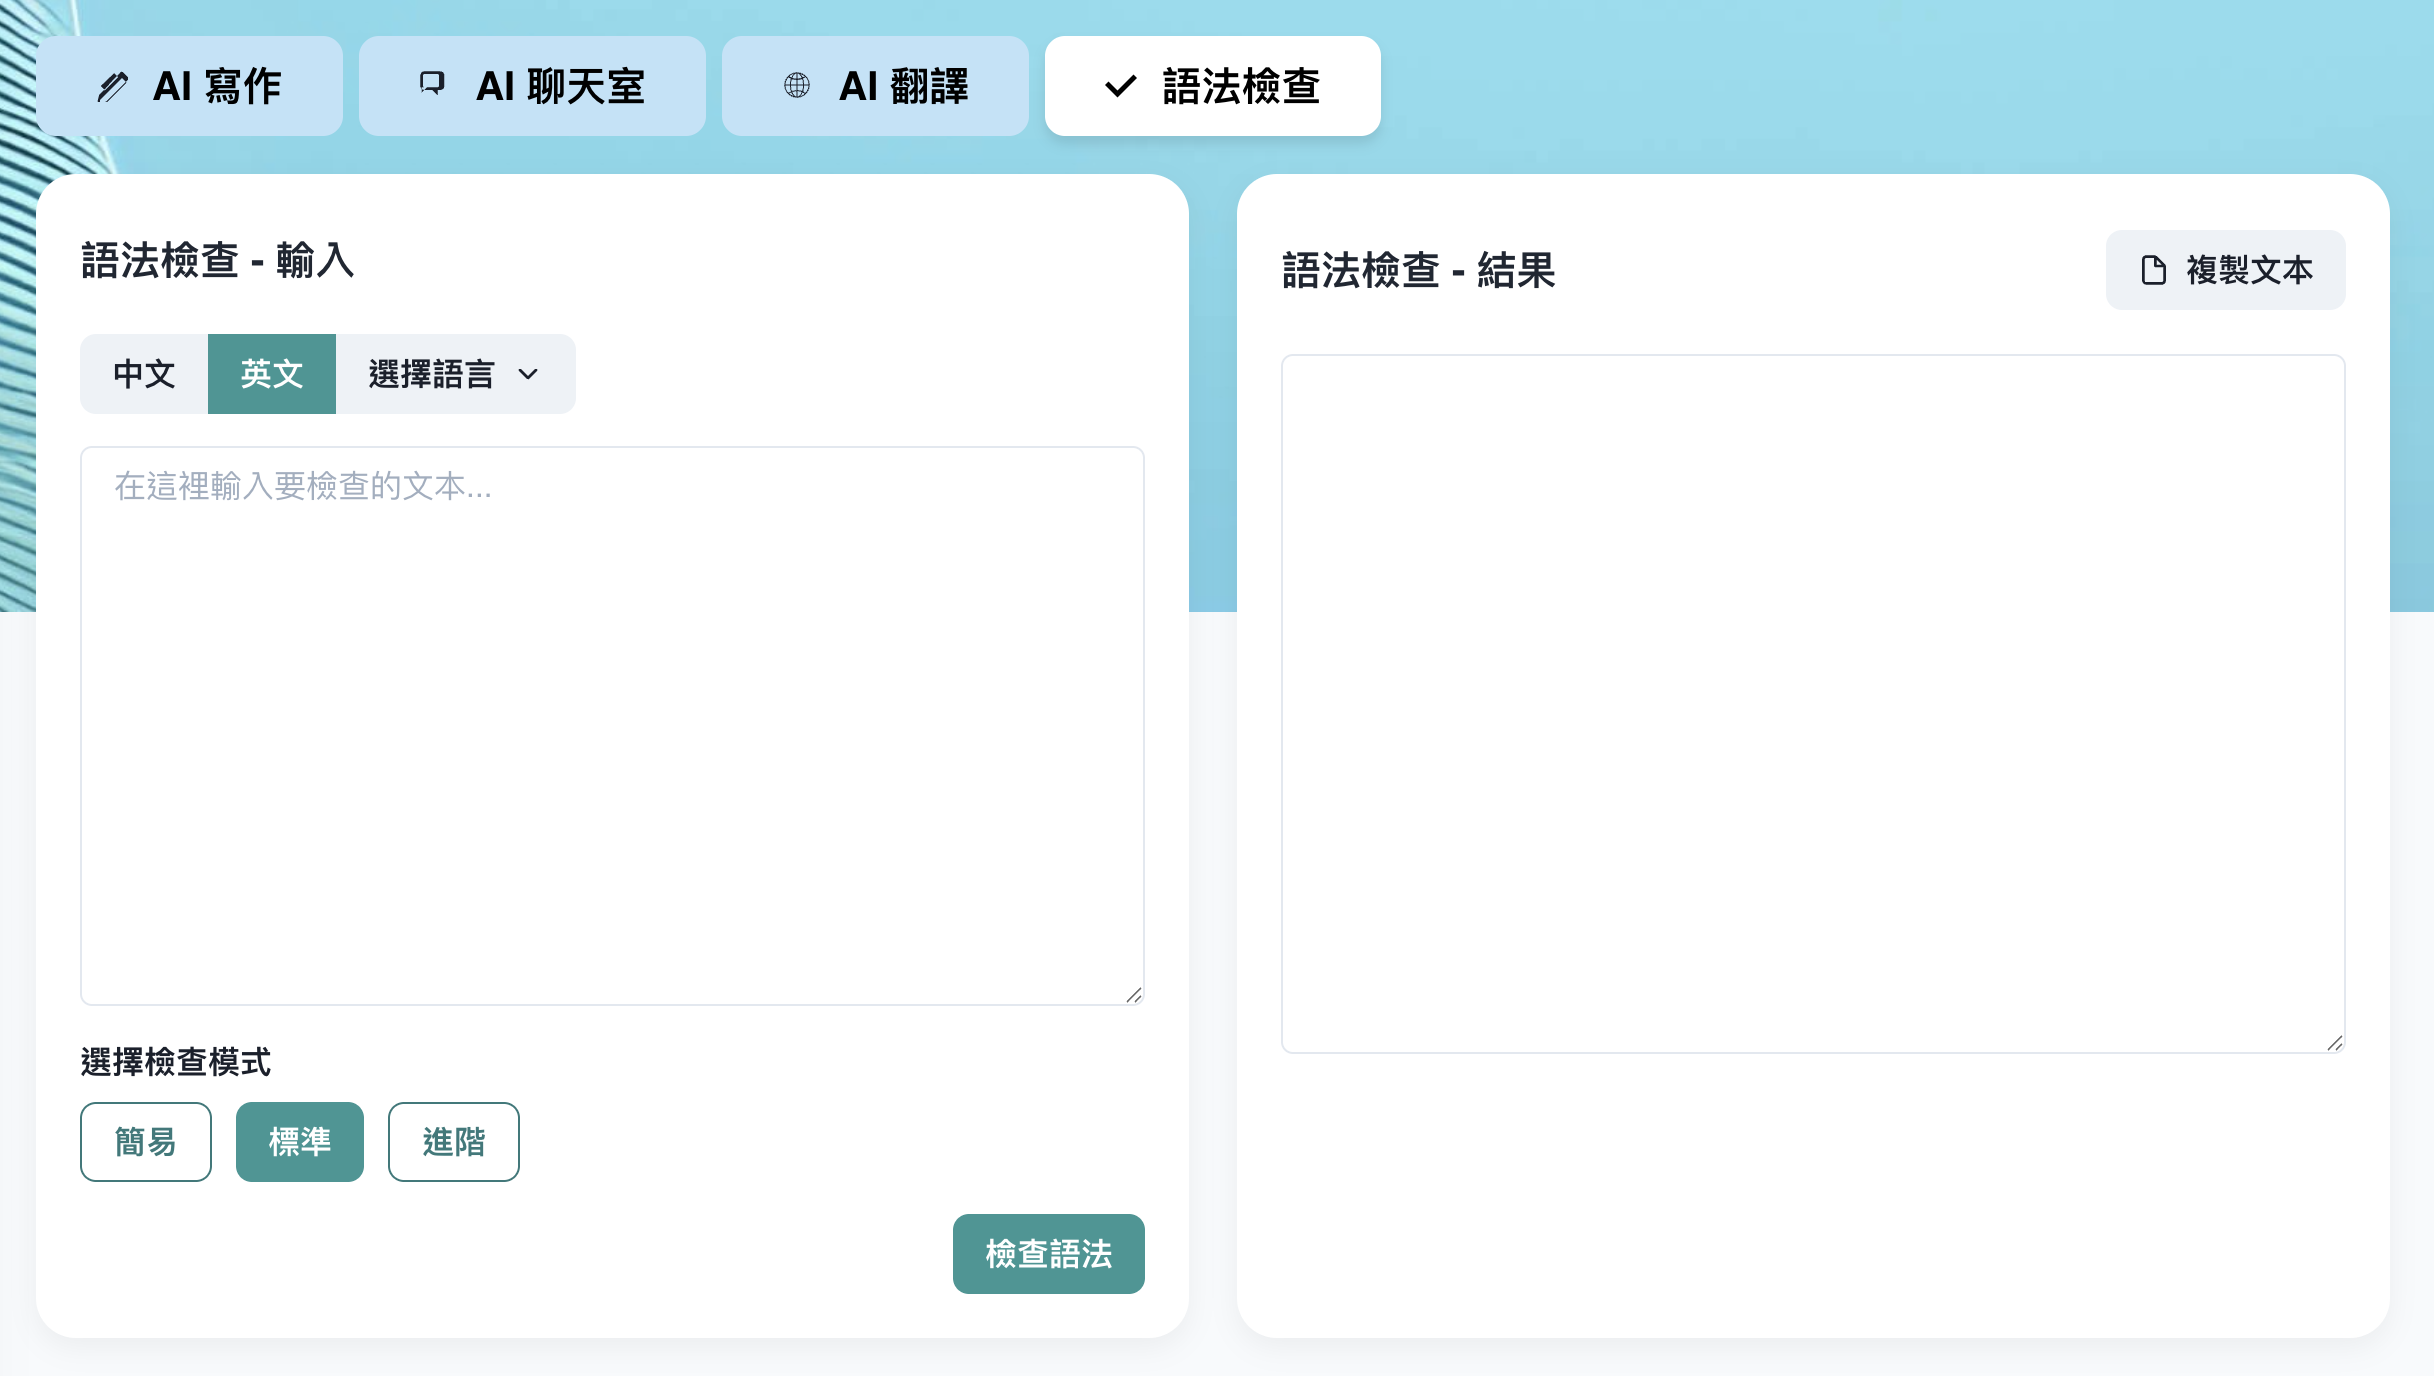 AI 寫作
AI 聊天室
AI 翻譯
語法檢查
語法檢查 - 輸入
中文
英文
選擇語言
在這裡輸入要檢查的文本...
選擇檢查模式
簡易
標準
進階
檢查語法
語法檢查 - 結果
複製文本